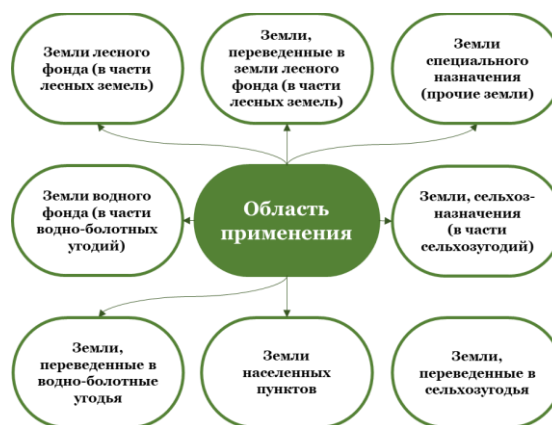 Земли лесного
фонда (в части
лесных земель)
Земли,
переведенные в
земли лесного
фонда (в части
лесных земель)
Земли
специального
назначения
(прочие земли)
Земли водного
фонда (в части
водно-болотных
угодий)
Область
применения
Земли, сельхоз-
назначения
(в части
сельхозугодий)
Земли,
переведенные в
водно-болотные
угодья
Земли
населенных
пунктов
Земли,
переведенные в
сельхозугодья